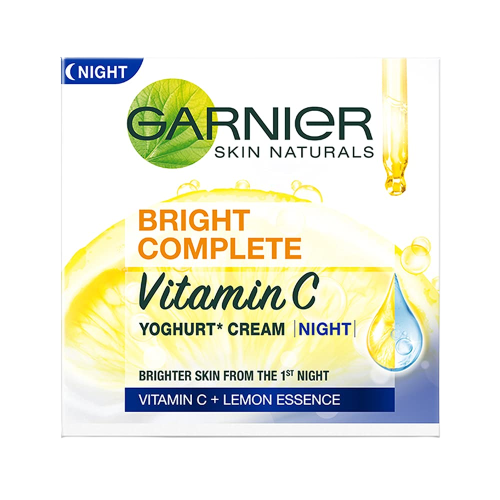 NIGHT
GARNIER
SKIN NATURALS
BRIGHT
COMPLETE
Vitamin C
YOGHURT* CREAM |NIGHT|
BRIGHTER SKIN FROM THE 1ST NIGHT
VITAMIN C + LEMON ESSENCE